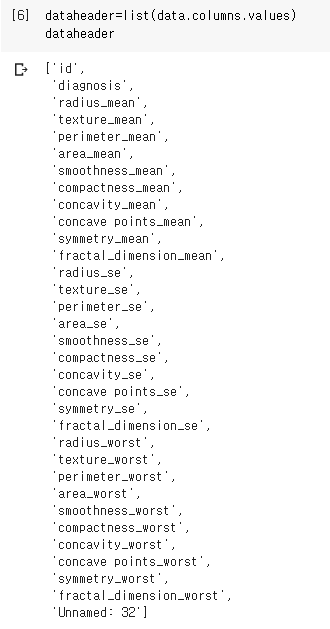 [6] dataheader=list(data.columns.values)
dataheader
['id',
'diagnosis',
'radius_mean',
'texture_mean',
'perimeter_mean',
'area_mean',
'smoothness_mean',
'compactness_mean',
'concavity_mean',
'concave points_mean',
'symmetry_mean',
'fractal_dimension_mean',
'radius_se',
'texture_se',
'perimeter_se',
'area_se',
'smoothness_se',
'compactness_se',
'concavity_se',
'concave points_se',
'symmetry_se',
'fractal_dimension_se',
'radius_worst',
'texture_worst',
'perimeter_worst',
'area_worst',
'smoothness_worst',
'compactness_worst',
'concavity_worst',
'concave points_worst',
'symmetry_worst',
'fractal_dimension_worst',
'Unnamed: 32']